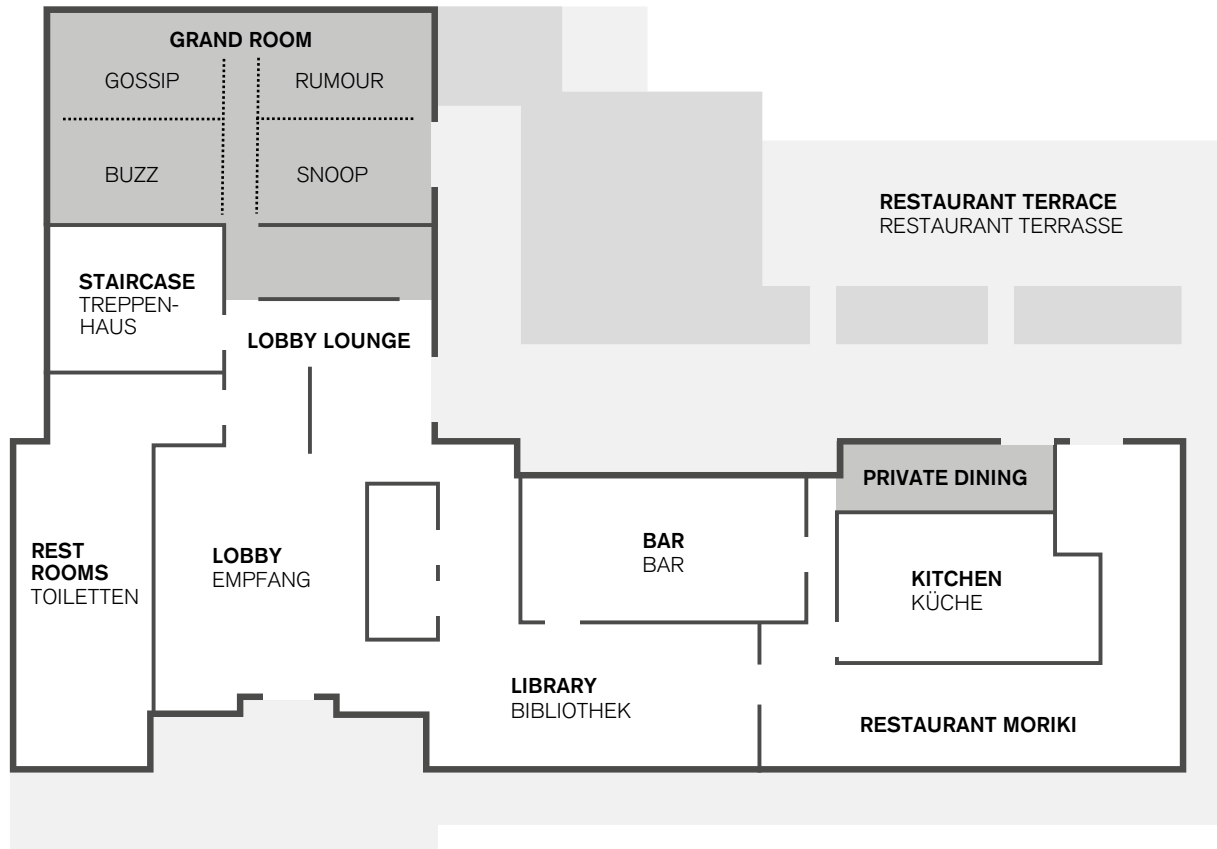 GRAND ROOM
GOSSIP
RUMOUR
BUZZ
SNOOP
RESTAURANT TERRACE
RESTAURANT TERRASSE
STAIRCASE
TREPPEN-
HAUS
LOBBY LOUNGE
PRIVATE DINING
REST
ROOMS
TOILETTEN
LOBBY
EMPFANG
BAR
BAR
KITCHEN
KÜCHE
LIBRARY
BIBLIOTHEK
RESTAURANT MORIKI